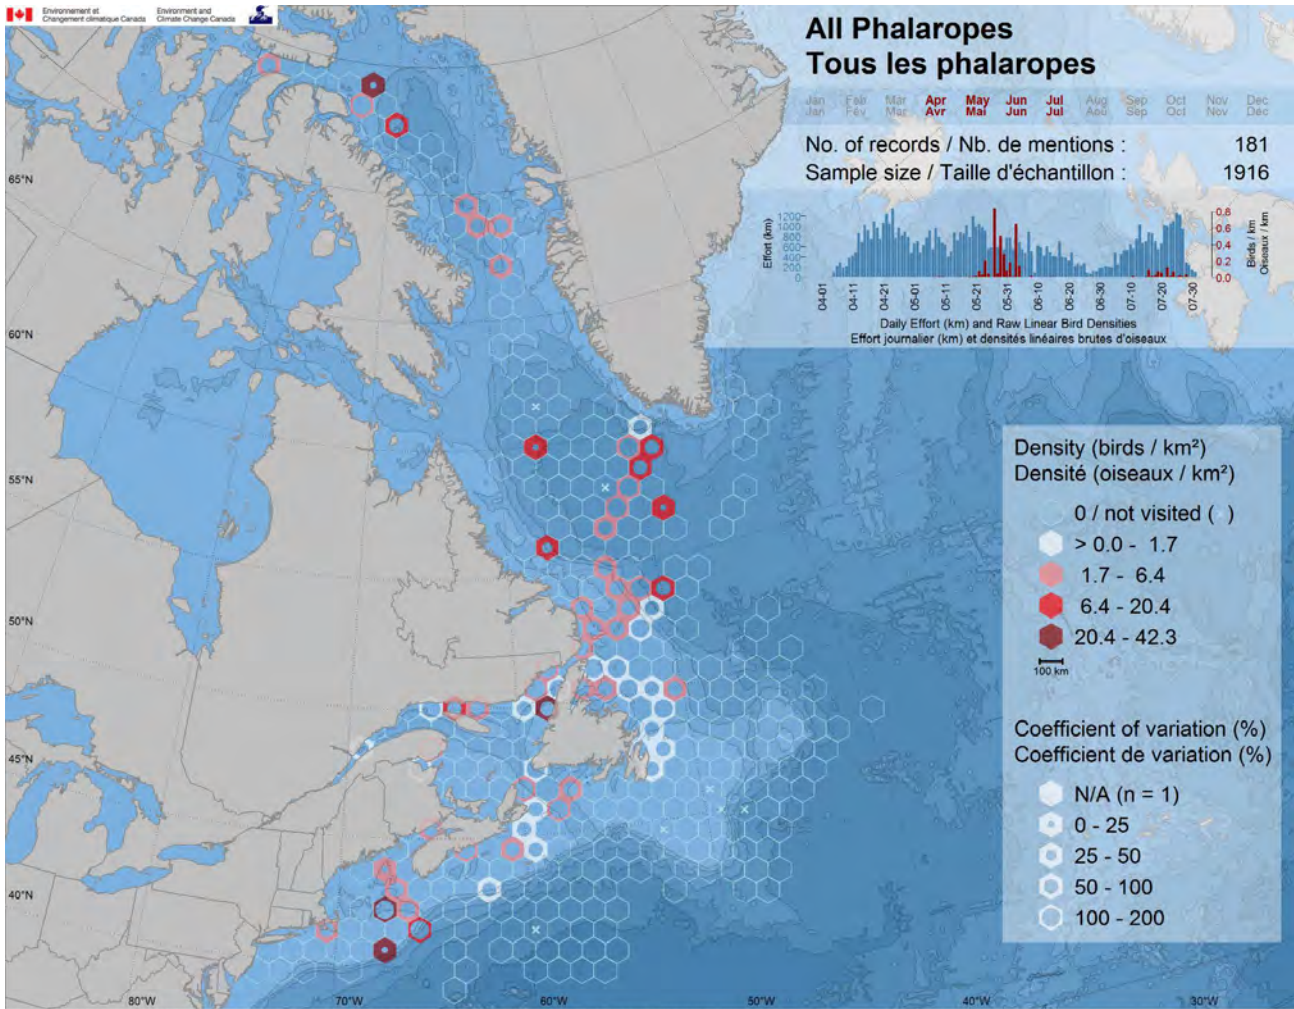 Environnement et Changement climatique Canada
Environment and Climate Change Canada
All Phalaropes
Tous les phalaropes
Jan Feb Mar Apr May Jun Jul Aug Sep Oct Nov Dec
Jan Fév Mar Avr Mai Jun Jul Aoû Sep Oct Nov Déc
No. of records / Nb. de mentions : 181
Sample size / Taille d'échantillon : 1916
Effort (km)
1200
1000
800
600
400
200
0
0.8
0.6
0.4
0.2
0.0
Birds / km
Oiseaux / km
04-01 04-11 04-21 05-01 05-11 05-21 05-31 06-10 06-20 06-30 07-10 07-20 07-30
Daily Effort (km) and Raw Linear Bird Densities
Effort journalier (km) et densités linéaires brutes d'oiseaux
65°N
60°N
55°N
50°N
45°N
40°N
80°W 70°W 60°W 50°W 40°W 30°W
Density (birds / km²)
Densité (oiseaux / km²)
0 / not visited ( )
> 0.0 - 1.7
1.7 - 6.4
6.4 - 20.4
20.4 - 42.3
100 km
Coefficient of variation (%)
Coefficient de variation (%)
N/A (n = 1)
0 - 25
25 - 50
50 - 100
100 - 200